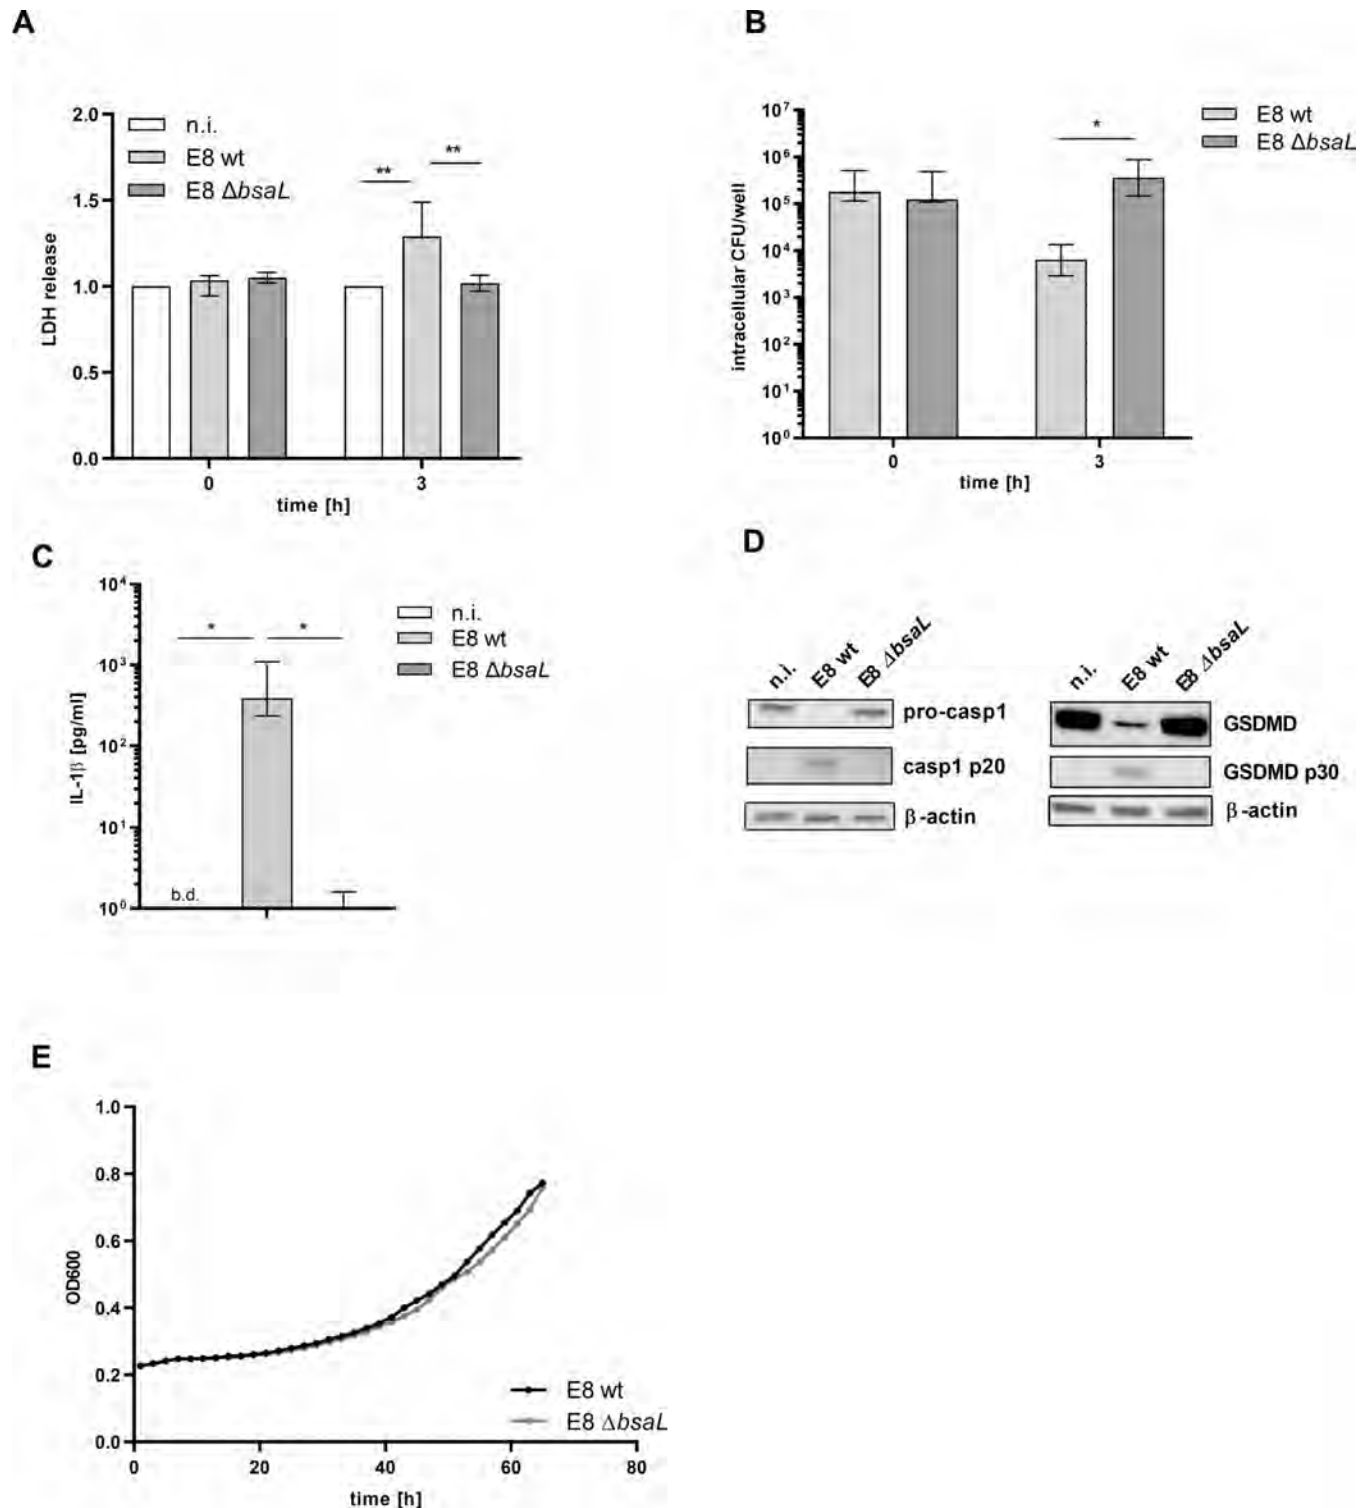 A
2.0
1.5
1.0
0.5
0.0
LDH release
n.i.
E8 wt
E8 ΔbsaL
**
**
0
3
time [h]
B
10⁷
10⁶
10⁵
10⁴
10³
10²
10¹
10⁰
intracellular CFU/well
*
E8 wt
E8 ΔbsaL
0
3
time [h]
C
10⁴
10³
10²
10¹
10⁰
IL-1β [pg/ml]
*
*
b.d.
n.i.
E8 wt
E8 ΔbsaL
D
n.i.
E8 wt
E8 ΔbsaL
pro-casp1
casp1 p20
β-actin
n.i.
E8 wt
E8 ΔbsaL
GSDMD
GSDMD p30
β-actin
E
1.0
0.8
0.6
0.4
0.2
0.0
OD600
E8 wt
E8 ΔbsaL
0
20
40
60
80
time [h]